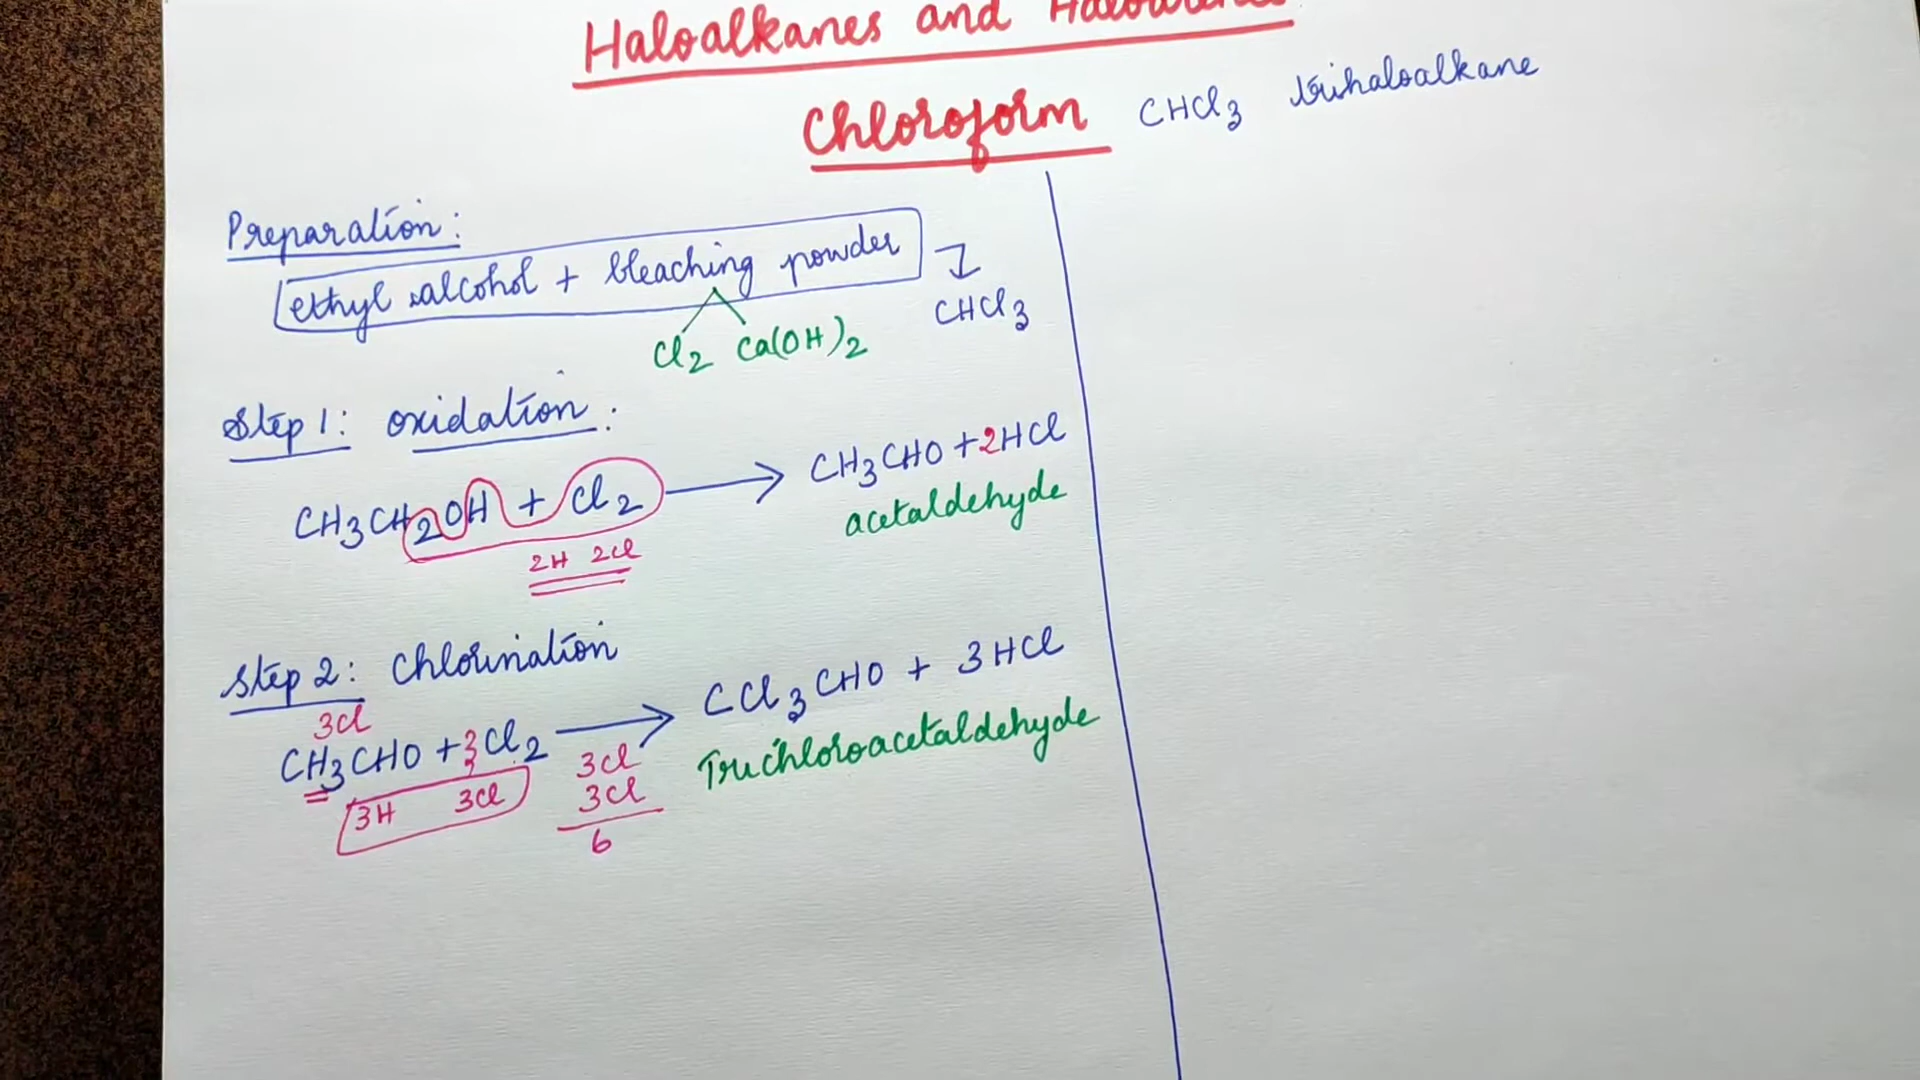 Haloalkanes and
Chloroform CHCl3 trihaloalkane
Preparation:
ethyl alcohol + bleaching powder
CHCl3
Cl2 Ca(OH)2
Step 1: oxidation:
CH3CH2OH + Cl2 → CH3CHO + 2HCl
acetaldehyde
2H 2Cl
Step 2: Chlorination
3Cl
CH3CHO + 3Cl2 → CCl3CHO + 3HCl
Trichloroacetaldehyde
3H 3Cl
3Cl
3Cl
6